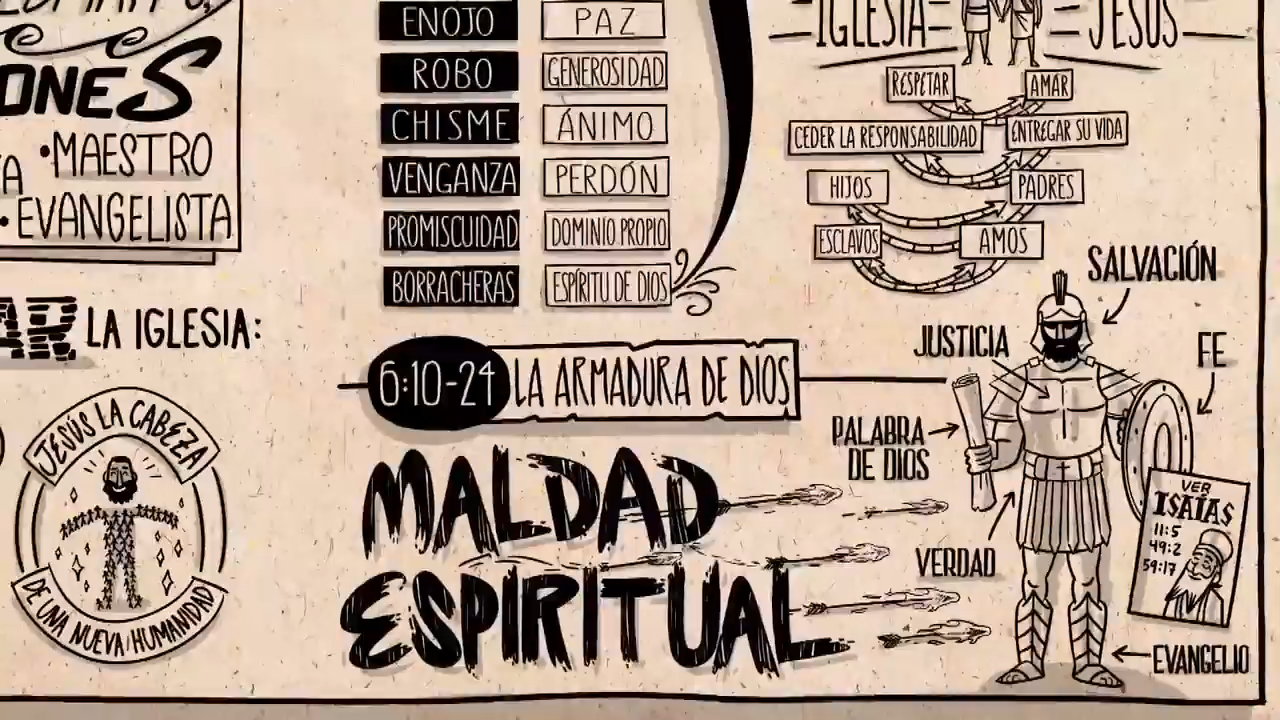 ONES
•MAESTRO
•EVANGELISTA
LA IGLESIA:
JESÚS LA CABEZA
DE UNA NUEVA HUMANIDAD
ENOJO PAZ
ROBO GENEROSIDAD
CHISME ÁNIMO
VENGANZA PERDÓN
PROMISCUIDAD DOMINIO PROPIO
BORRACHERAS ESPÍRITU DE DIOS
6:10-24 LA ARMADURA DE DIOS
MALDAD
ESPIRITUAL
IGLESIA JESÚS
RESPETAR AMAR
CEDER LA RESPONSABILIDAD ENTREGAR SU VIDA
HIJOS PADRES
ESCLAVOS AMOS
SALVACIÓN
JUSTICIA
FE
PALABRA
DE DIOS
VERDAD
VER
ISAÍAS
11:5
49:2
59:17
EVANGELIO